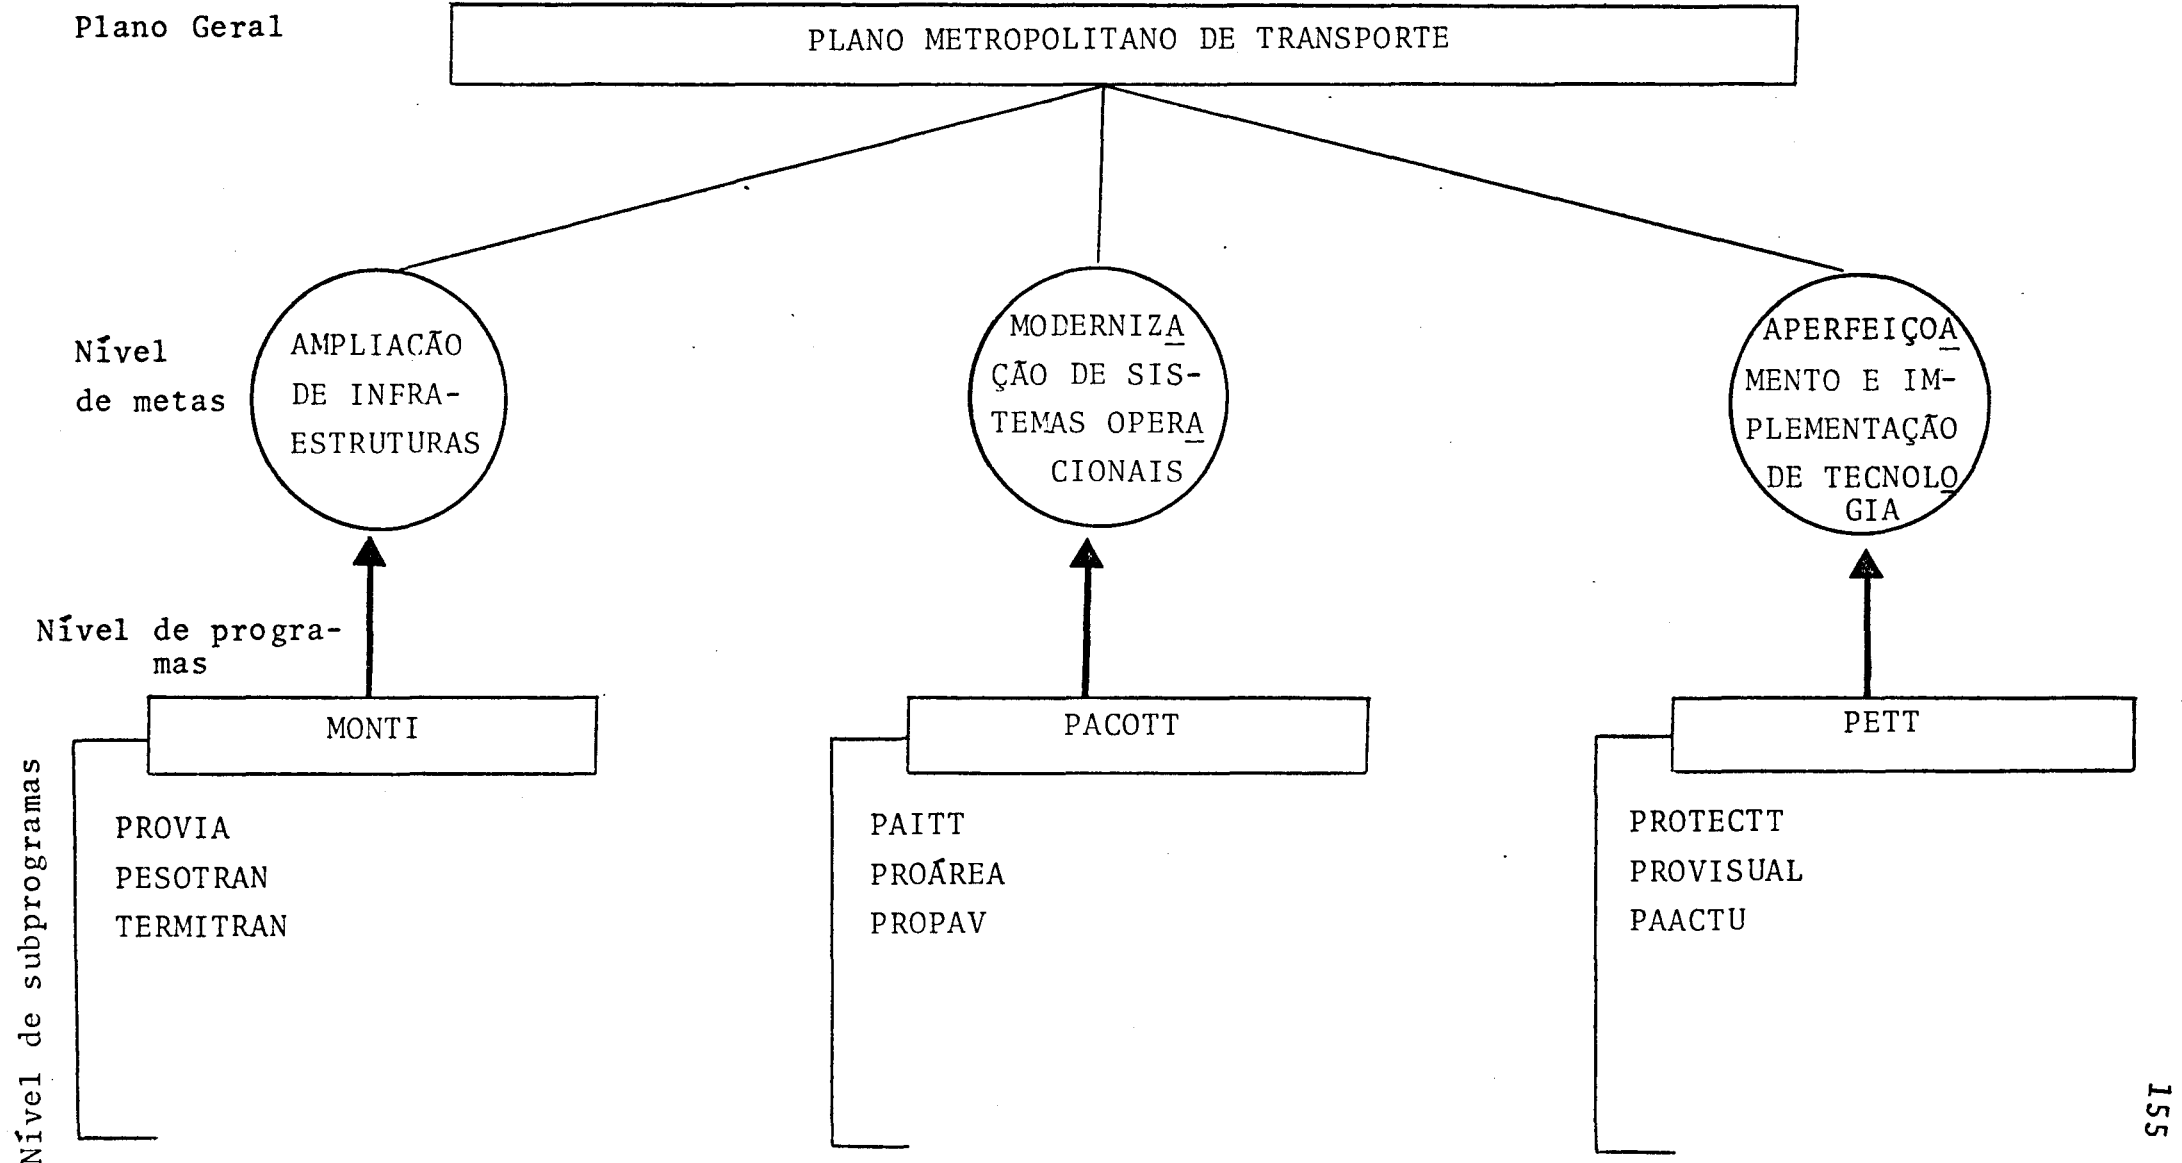 Plano Geral
PLANO METROPOLITANO DE TRANSPORTE
Nível
de metas
AMPLIAÇÃO
DE INFRA-
ESTRUTURAS
MODERNIZA
ÇÃO DE SIS-
TEMAS OPERA
CIONAIS
APERFEIÇOA
MENTO E IM-
PLEMENTAÇÃO
DE TECNOLO
GIA
Nível de progra-
mas
MONTI
PACOTT
PETT
Nível de subprogramas
PROVIA
PESOTRAN
TERMITRAN
PAITT
PROÁREA
PROPAV
PROTECTT
PROVISUAL
PAACTU
155